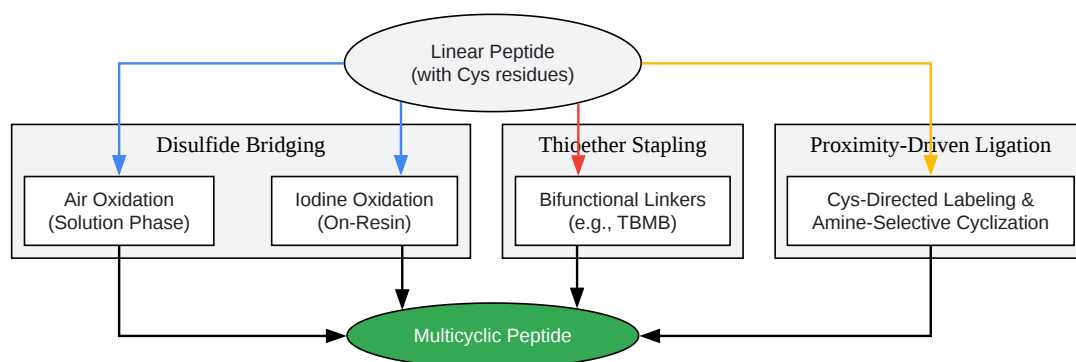 Linear Peptide
(with Cys residues)
Disulfide Bridging
Thioether Stapling
Proximity-Driven Ligation
Air Oxidation
(Solution Phase)
Iodine Oxidation
(On-Resin)
Bifunctional Linkers
(e.g., TBMB)
Cys-Directed Labeling &
Amine-Selective Cyclization
Multicyclic Peptide